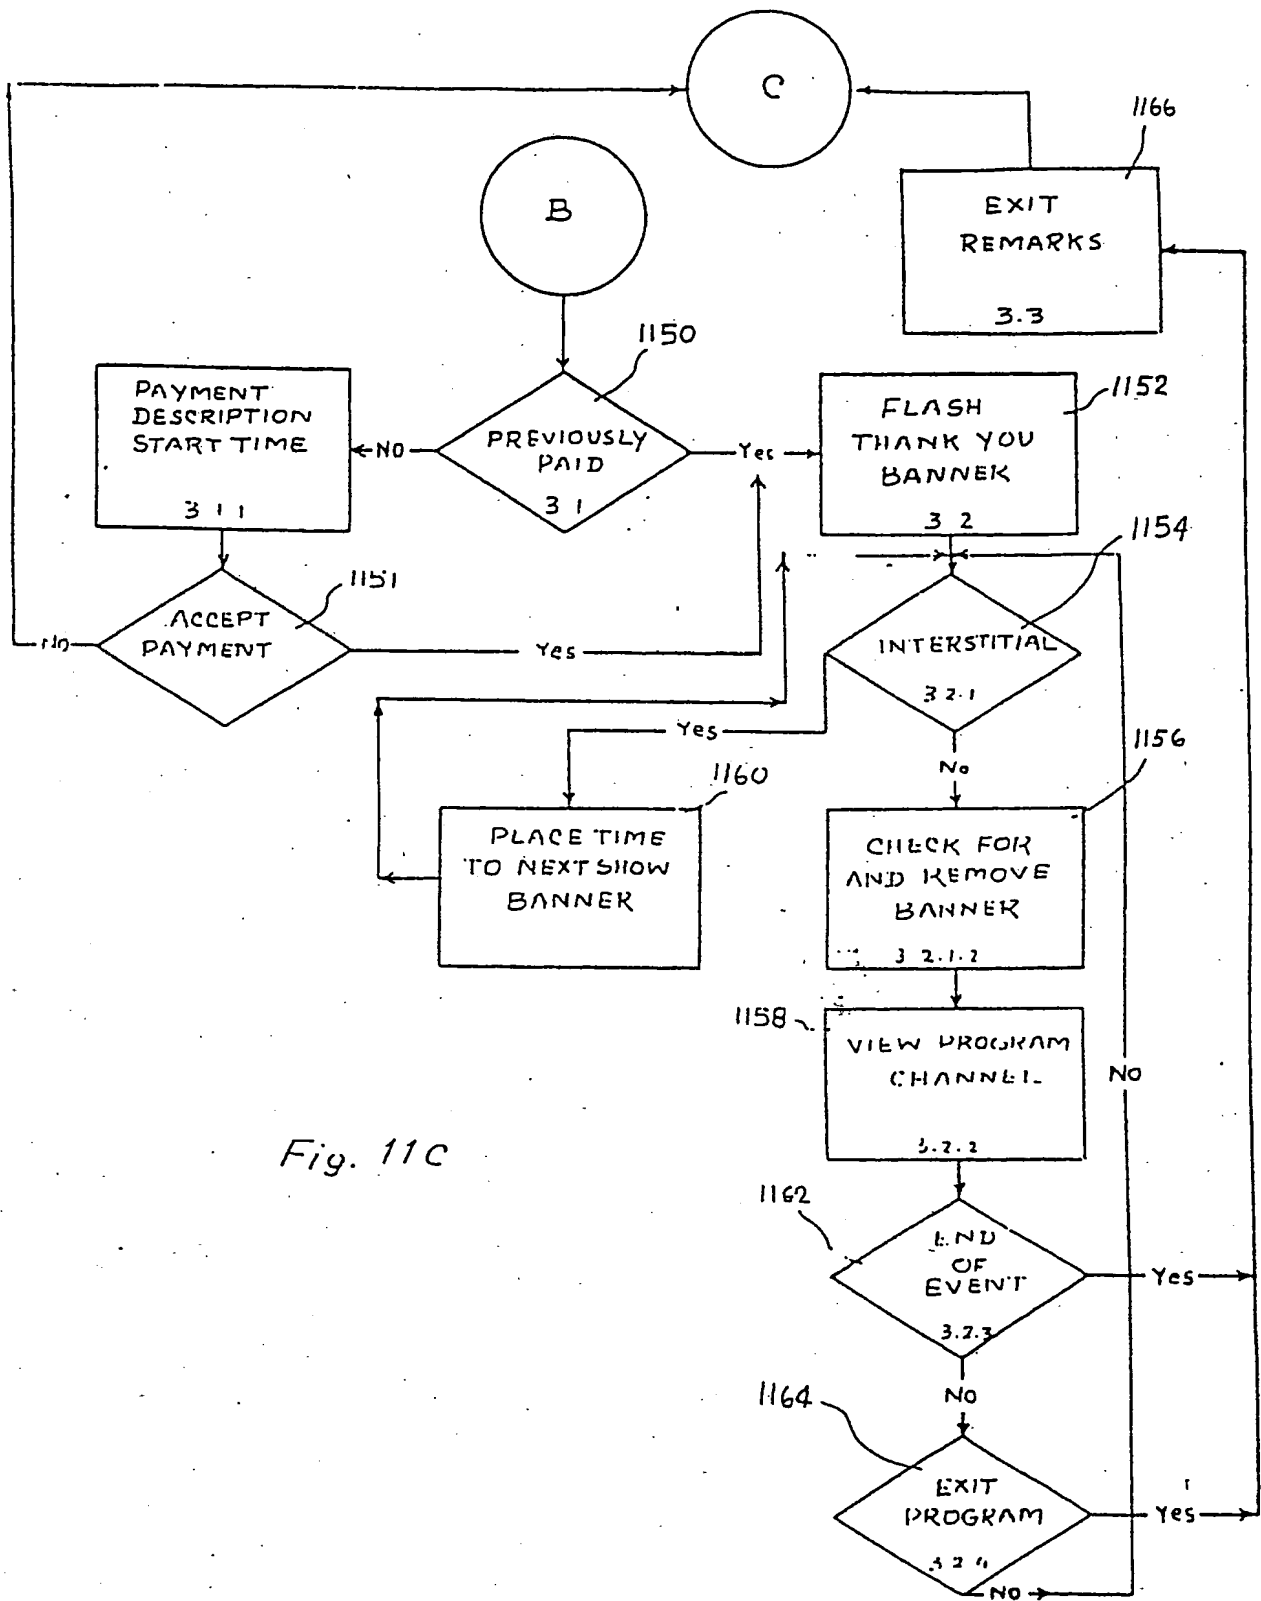 C
1166
EXIT
REMARKS
3.3
B
1150
PREVIOUSLY
PAID
3 1
NO
Yes
PAYMENT
DESCRIPTION
START TIME
3 1 1
1152
FLASH
THANK YOU
BANNER
3 2
1151
ACCEPT
PAYMENT
No
Yes
1154
INTERSTITIAL
3 2.1
Yes
No
1160
PLACE TIME
TO NEXT SHOW
BANNER
1156
CHECK FOR
AND REMOVE
BANNER
3 2.1.2
1158
VIEW PROGRAM
CHANNEL
3.2.2
NO
Fig. 11C
1162
END
OF
EVENT
3.2.3
Yes
NO
1164
EXIT
PROGRAM
3 2 4
Yes
NO